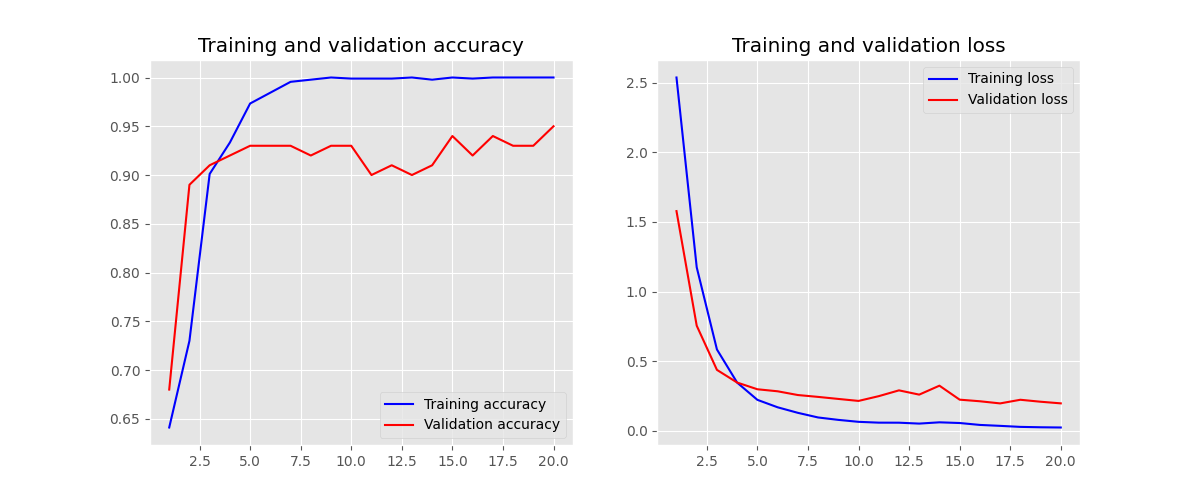 Training and validation accuracy
1.00
0.95
0.90
0.85
0.80
0.75
0.70
0.65
2.5 5.0 7.5 10.0 12.5 15.0 17.5 20.0
Training accuracy
Validation accuracy
Training and validation loss
2.5
2.0
1.5
1.0
0.5
0.0
2.5 5.0 7.5 10.0 12.5 15.0 17.5 20.0
Training loss
Validation loss